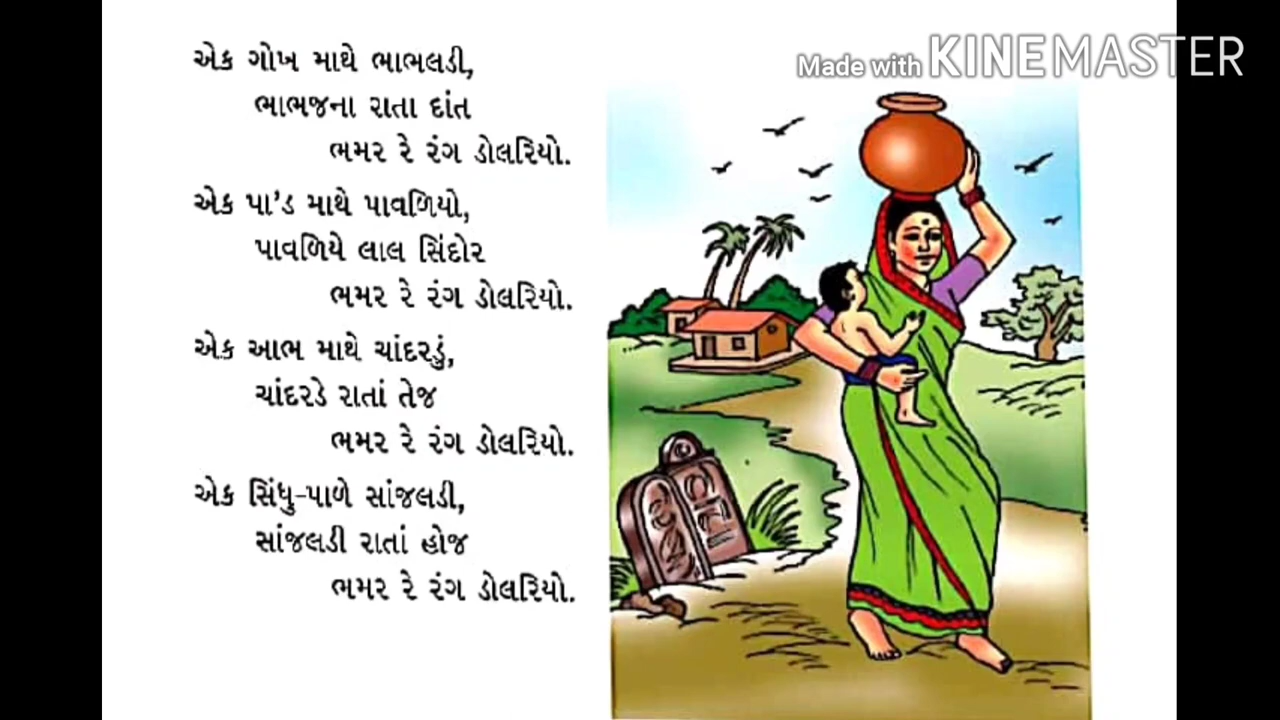 એક ગોખ માથે ભાભલડી,
ભાભજના રાતા દાંત
ભમર રે રંગ ડોલરિયો.
એક પા'ડ માથે પાવળિયો,
પાવળિયે લાલ સિંદોર
ભમર રે રંગ ડોલરિયો.
એક આભ માથે ચાંદરડું,
ચાંદરડે રાતાં તેજ
ભમર રે રંગ ડોલરિયો.
એક સિંધુ-પાળે સાંજલડી,
સાંજલડી રાતાં હોજ
ભમર રે રંગ ડોલરિયો.
Made with KINEMASTER